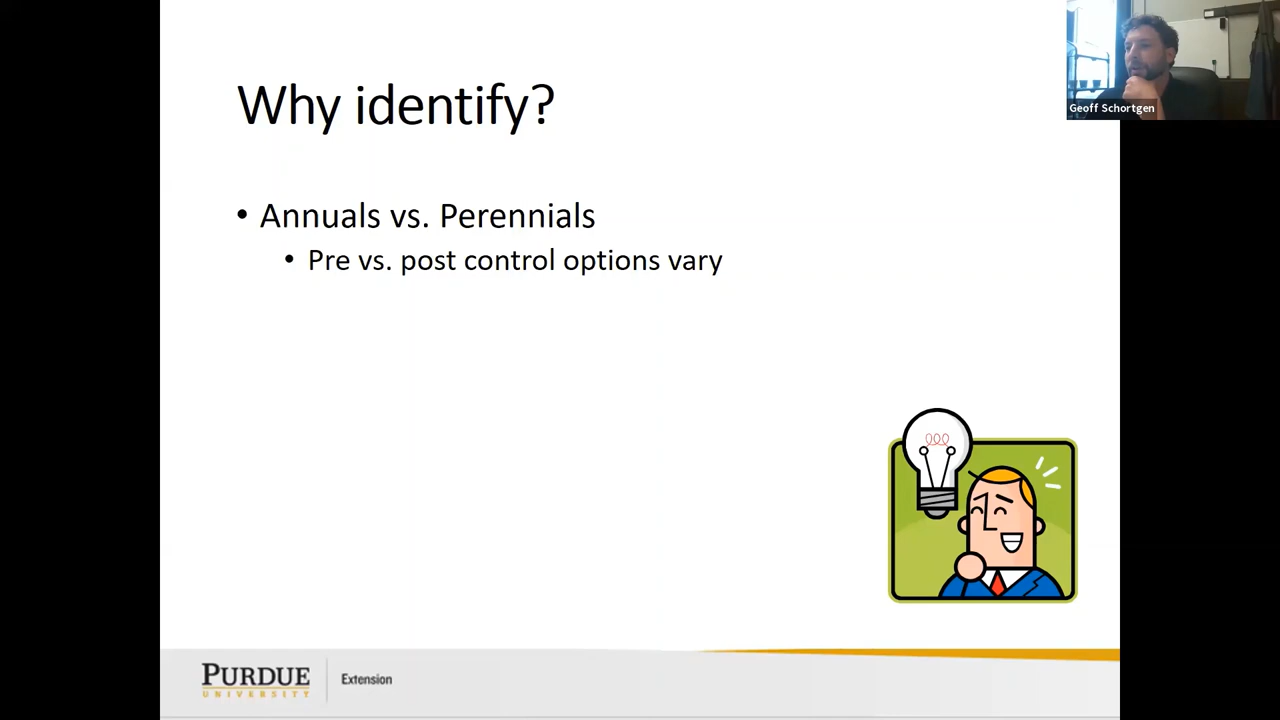 Geoff Schortgen
Why identify?
• Annuals vs. Perennials
• Pre vs. post control options vary
PURDUE
UNIVERSITY
Extension